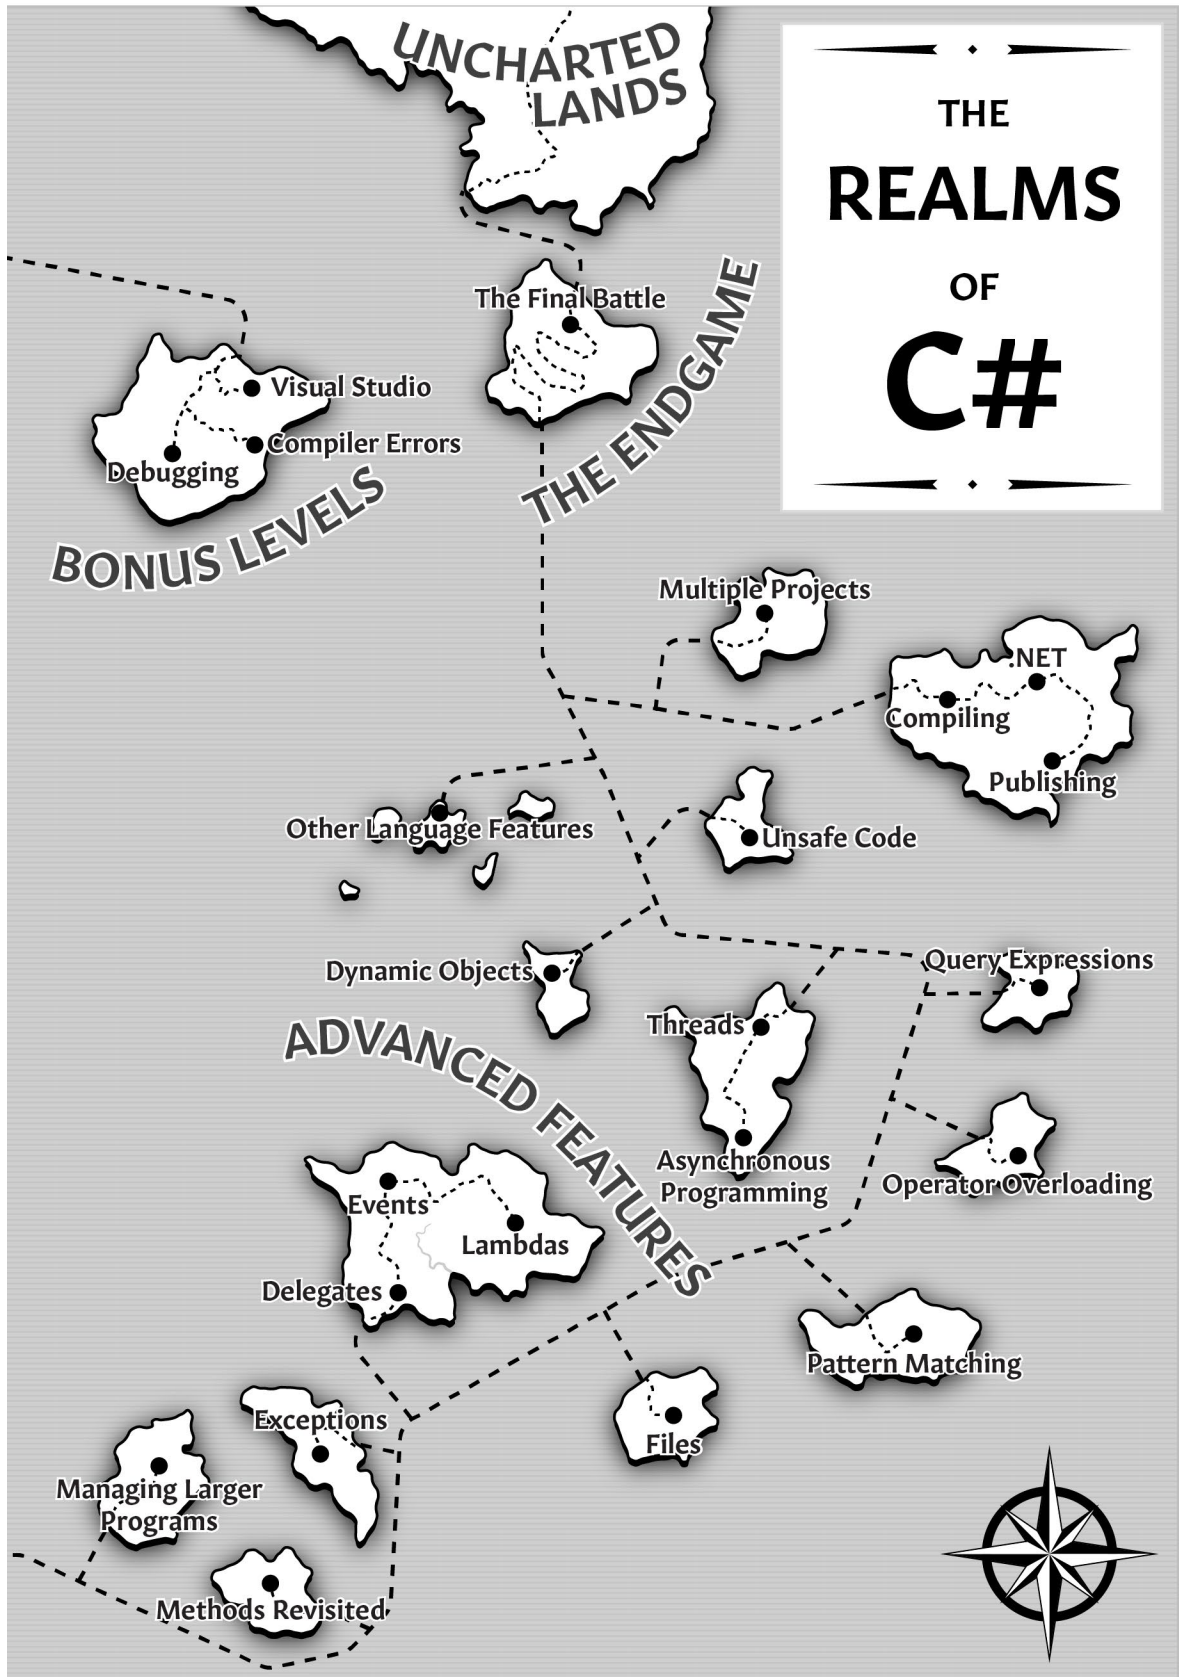 UNCHARTED
LANDS
THE
REALMS
OF
C#
The Final Battle
THE ENDGAME
Visual Studio
Compiler Errors
Debugging
BONUS LEVELS
Multiple Projects
.NET
Compiling
Publishing
Other Language Features
Unsafe Code
Dynamic Objects
Query Expressions
Threads
ADVANCED FEATURES
Asynchronous
Programming
Operator Overloading
Events
Lambdas
Delegates
Pattern Matching
Exceptions
Files
Managing Larger
Programs
Methods Revisited